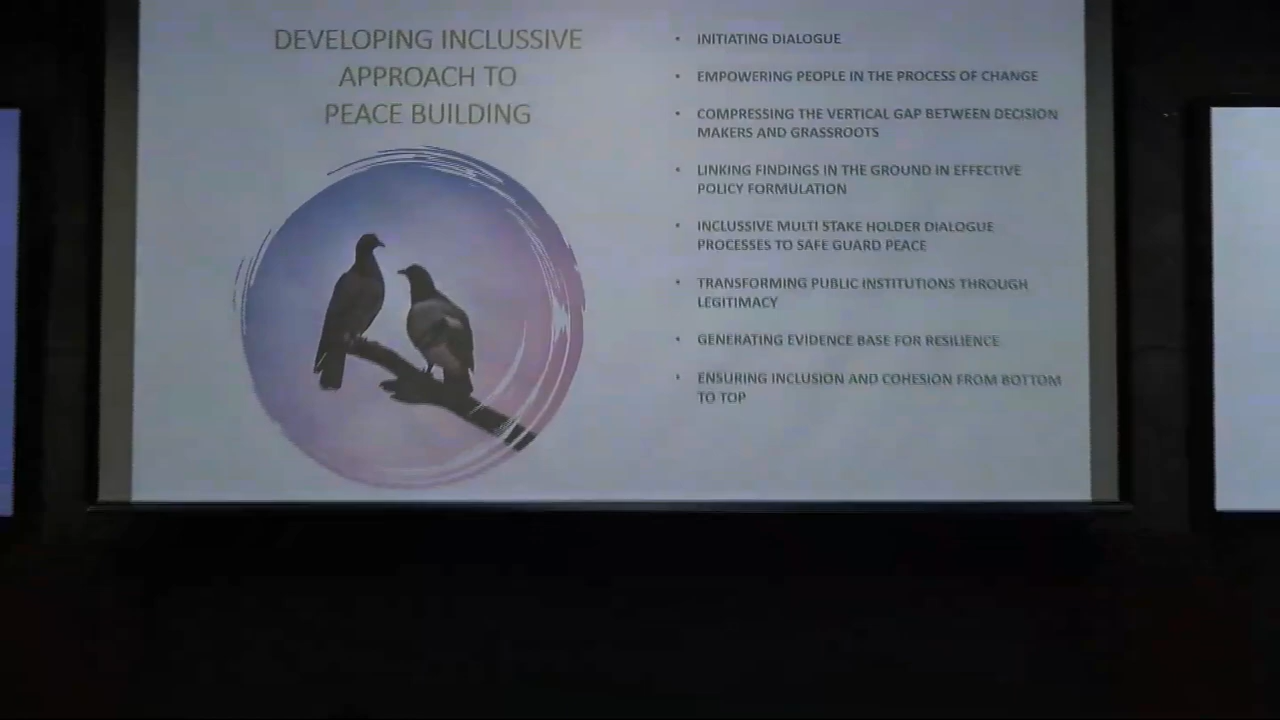 DEVELOPING INCLUSSIVE
APPROACH TO
PEACE BUILDING
• INITIATING DIALOGUE
• EMPOWERING PEOPLE IN THE PROCESS OF CHANGE
• COMPRESSING THE VERTICAL GAP BETWEEN DECISION
MAKERS AND GRASSROOTS
• LINKING FINDINGS IN THE GROUND IN EFFECTIVE
POLICY FORMULATION
• INCLUSSIVE MULTI STAKE HOLDER DIALOGUE
PROCESSES TO SAFE GUARD PEACE
• TRANSFORMING PUBLIC INSTITUTIONS THROUGH
LEGITIMACY
• GENERATING EVIDENCE BASE FOR RESILIENCE
• ENSURING INCLUSION AND COHESION FROM BOTTOM
TO TOP